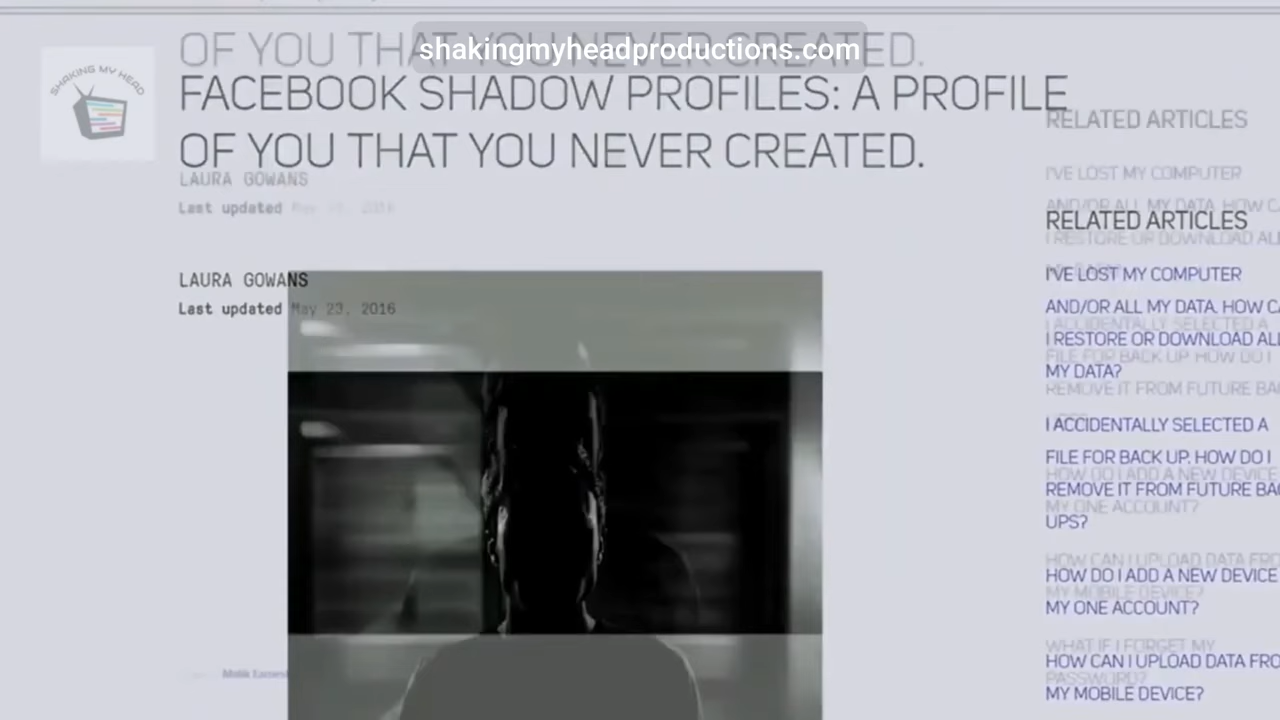 shakingmyheadproductions.com
SHAKING MY HEAD
OF YOU THAT YOU NEVER CREATED.
FACEBOOK SHADOW PROFILES: A PROFILE
OF YOU THAT YOU NEVER CREATED.
LAURA GOWANS
Last updated May 23, 2016
LAURA GOWANS
Last updated May 23, 2016
RELATED ARTICLES
I'VE LOST MY COMPUTER
AND/OR ALL MY DATA. HOW CA
I RESTORE OR DOWNLOAD ALL
RELATED ARTICLES
I'VE LOST MY COMPUTER
AND/OR ALL MY DATA. HOW CA
I RESTORE OR DOWNLOAD ALL
MY DATA?
I ACCIDENTALLY SELECTED A
FILE FOR BACK UP. HOW DO I
REMOVE IT FROM FUTURE BA
I ACCIDENTALLY SELECTED A
FILE FOR BACK UP. HOW DO I
REMOVE IT FROM FUTURE BAC
UPS?
HOW DO I ADD A NEW DEVICE
MY ONE ACCOUNT?
HOW CAN I UPLOAD DATA FRO
MY MOBILE DEVICE?
HOW DO I ADD A NEW DEVICE
MY ONE ACCOUNT?
WHAT IF I FORGET MY
PASSWORD?
HOW CAN I UPLOAD DATA FRO
MY MOBILE DEVICE?